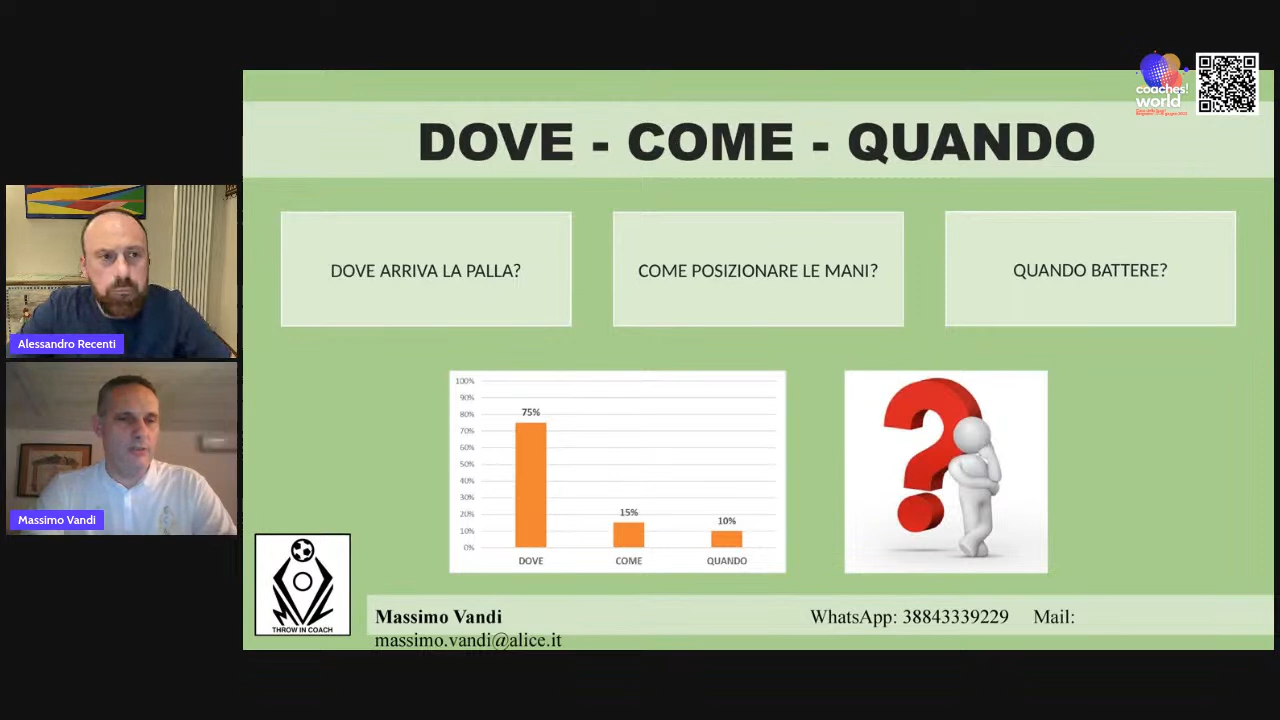 coaches!
world
DOVE - COME - QUANDO
DOVE ARRIVA LA PALLA?
COME POSIZIONARE LE MANI?
QUANDO BATTERE?
Alessandro Recenti
Massimo Vandi
100%
90%
80%
70%
60%
50%
40%
30%
20%
10%
0%
75%
15%
10%
DOVE
COME
QUANDO
THROW IN COACH
Massimo Vandi
WhatsApp: 38843339229 Mail:
massimo.vandi@alice.it